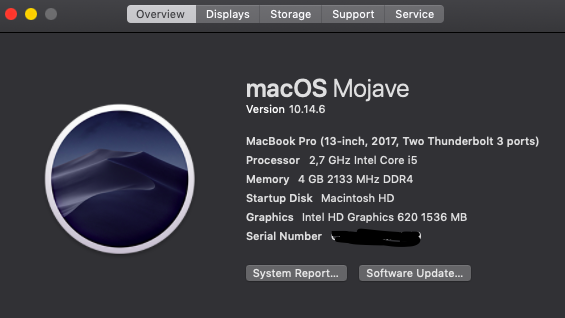 Overview Displays Storage Support Service
macOS Mojave
Version 10.14.6
MacBook Pro (13-inch, 2017, Two Thunderbolt 3 ports)
Processor 2,7 GHz Intel Core i5
Memory 4 GB 2133 MHz DDR4
Startup Disk Macintosh HD
Graphics Intel HD Graphics 620 1536 MB
Serial Number
System Report... Software Update...